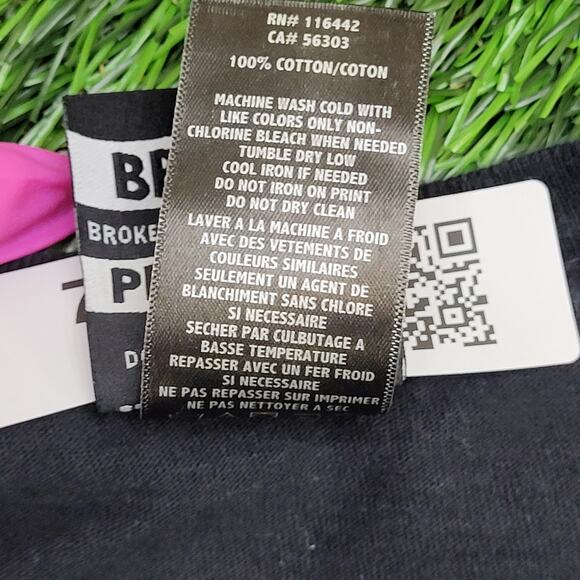 RN# 116442
CA# 56303
100% COTTON/COTON
MACHINE WASH COLD WITH
LIKE COLORS ONLY NON-
CHLORINE BLEACH WHEN NEEDED
TUMBLE DRY LOW
COOL IRON IF NEEDED
DO NOT IRON ON PRINT
DO NOT DRY CLEAN
LAVER A LA MACHINE A FROID
AVEC DES VETEMENTS DE
COULEURS SIMILAIRES
SEULEMENT UN AGENT DE
BLANCHIMENT SANS CHLORE
SI NECESSAIRE
SECHER PAR CULBUTAGE A
BASSE TEMPERATURE
REPASSER AVEC UN FER FROID
SI NECESSAIRE
NE PAS REPASSER SUR IMPRIMER
NE PAS NETTOYER A SEC
BROKE